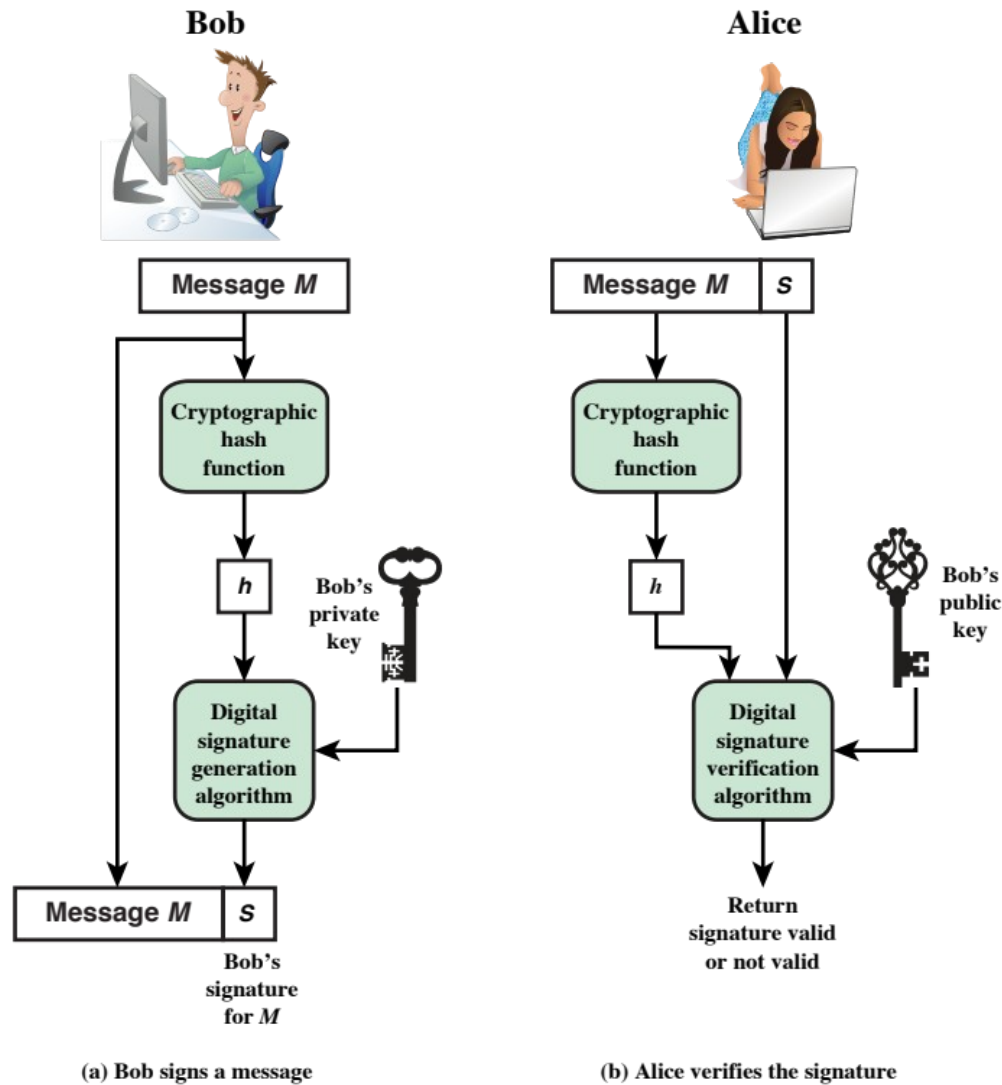 Bob
Message M
Cryptographic
hash
function
h
Bob's
private
key
Digital
signature
generation
algorithm
Message M
S
Bob's
signature
for M
(a) Bob signs a message
Alice
Message M
S
Cryptographic
hash
function
h
Bob's
public
key
Digital
signature
verification
algorithm
Return
signature valid
or not valid
(b) Alice verifies the signature